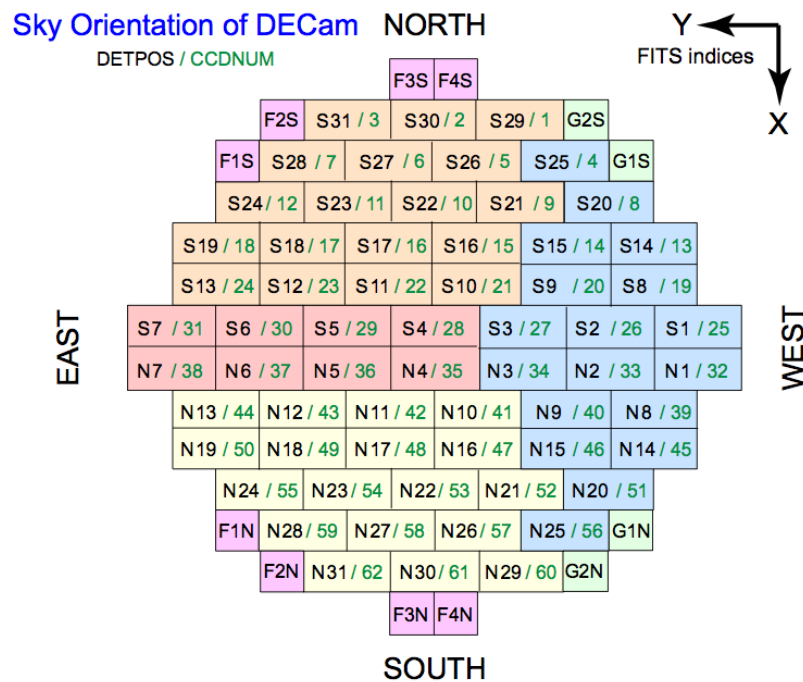 Sky Orientation of DECam NORTH
DETPOS / CCDNUM
Y
FITS indices
X
F3S F4S
F2S S31 / 3 S30 / 2 S29 / 1 G2S
F1S S28 / 7 S27 / 6 S26 / 5 S25 / 4 G1S
S24 / 12 S23 / 11 S22 / 10 S21 / 9 S20 / 8
S19 / 18 S18 / 17 S17 / 16 S16 / 15 S15 / 14 S14 / 13
S13 / 24 S12 / 23 S11 / 22 S10 / 21 S9 / 20 S8 / 19
EAST
S7 / 31 S6 / 30 S5 / 29 S4 / 28 S3 / 27 S2 / 26 S1 / 25
N7 / 38 N6 / 37 N5 / 36 N4 / 35 N3 / 34 N2 / 33 N1 / 32
WEST
N13 / 44 N12 / 43 N11 / 42 N10 / 41 N9 / 40 N8 / 39
N19 / 50 N18 / 49 N17 / 48 N16 / 47 N15 / 46 N14 / 45
N24 / 55 N23 / 54 N22 / 53 N21 / 52 N20 / 51
F1N N28 / 59 N27 / 58 N26 / 57 N25 / 56 G1N
F2N N31 / 62 N30 / 61 N29 / 60 G2N
F3N F4N
SOUTH